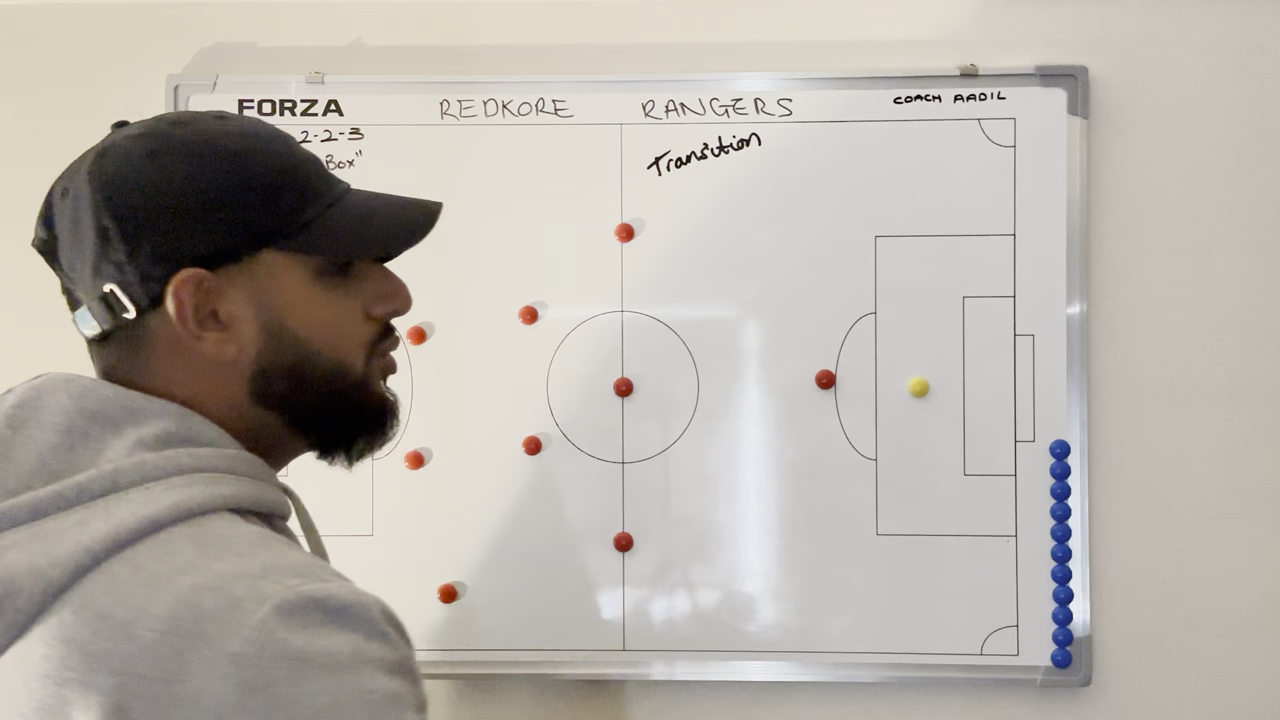 FORZA
REDKORE RANGERS
COACH AADIL
2-2-3
Box"
Transition